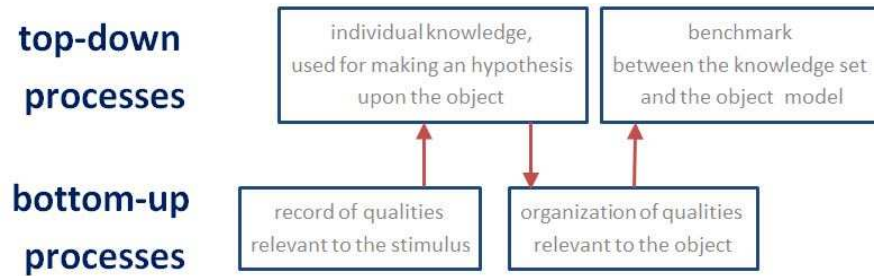 top-down
processes
individual knowledge,
used for making an hypothesis
upon the object
benchmark
between the knowledge set
and the object model
bottom-up
processes
record of qualities
relevant to the stimulus
organization of qualities
relevant to the object